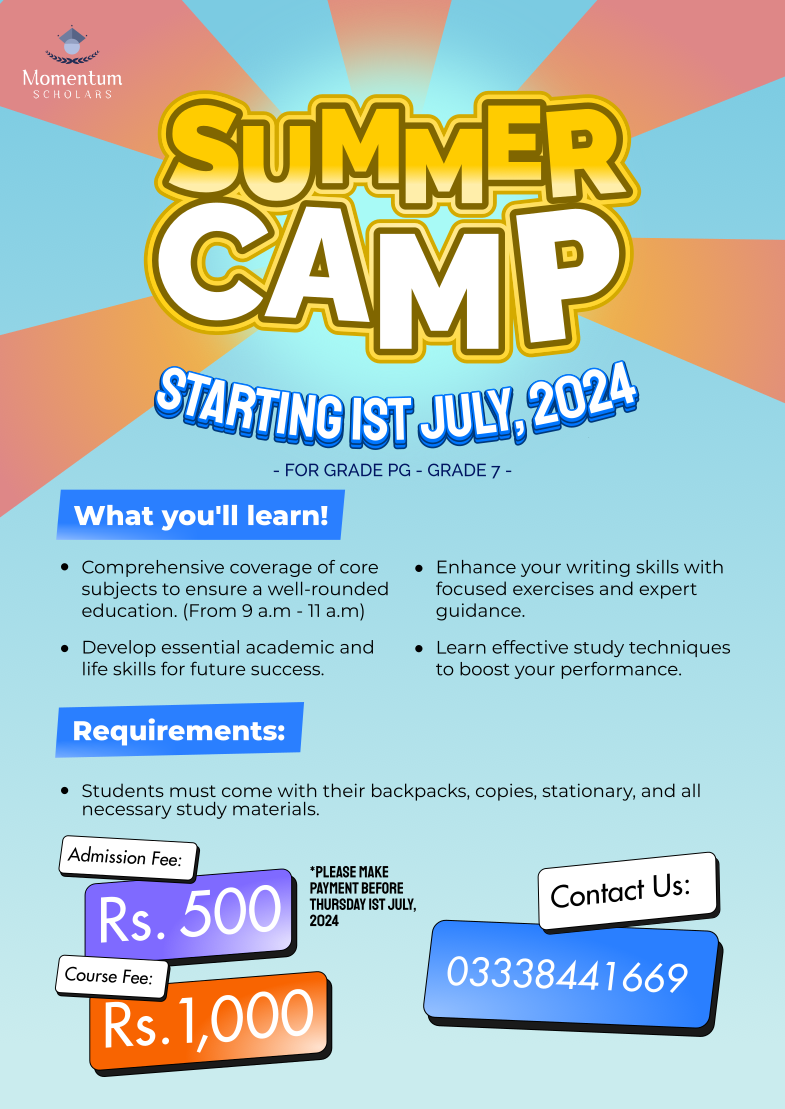 Momentum
SCHOLARS
SUMMER
CAMP
STARTING 1ST JULY, 2024
- FOR GRADE PG - GRADE 7 -
What you'll learn!
• Comprehensive coverage of core
subjects to ensure a well-rounded
education. (From 9 a.m - 11 a.m)
• Develop essential academic and
life skills for future success.
• Enhance your writing skills with
focused exercises and expert
guidance.
• Learn effective study techniques
to boost your performance.
Requirements:
• Students must come with their backpacks, copies, stationary, and all
necessary study materials.
Admission Fee:
Rs. 500
*PLEASE MAKE
PAYMENT BEFORE
THURSDAY 1ST JULY,
2024
Course Fee:
Rs.1,000
Contact Us:
03338441669